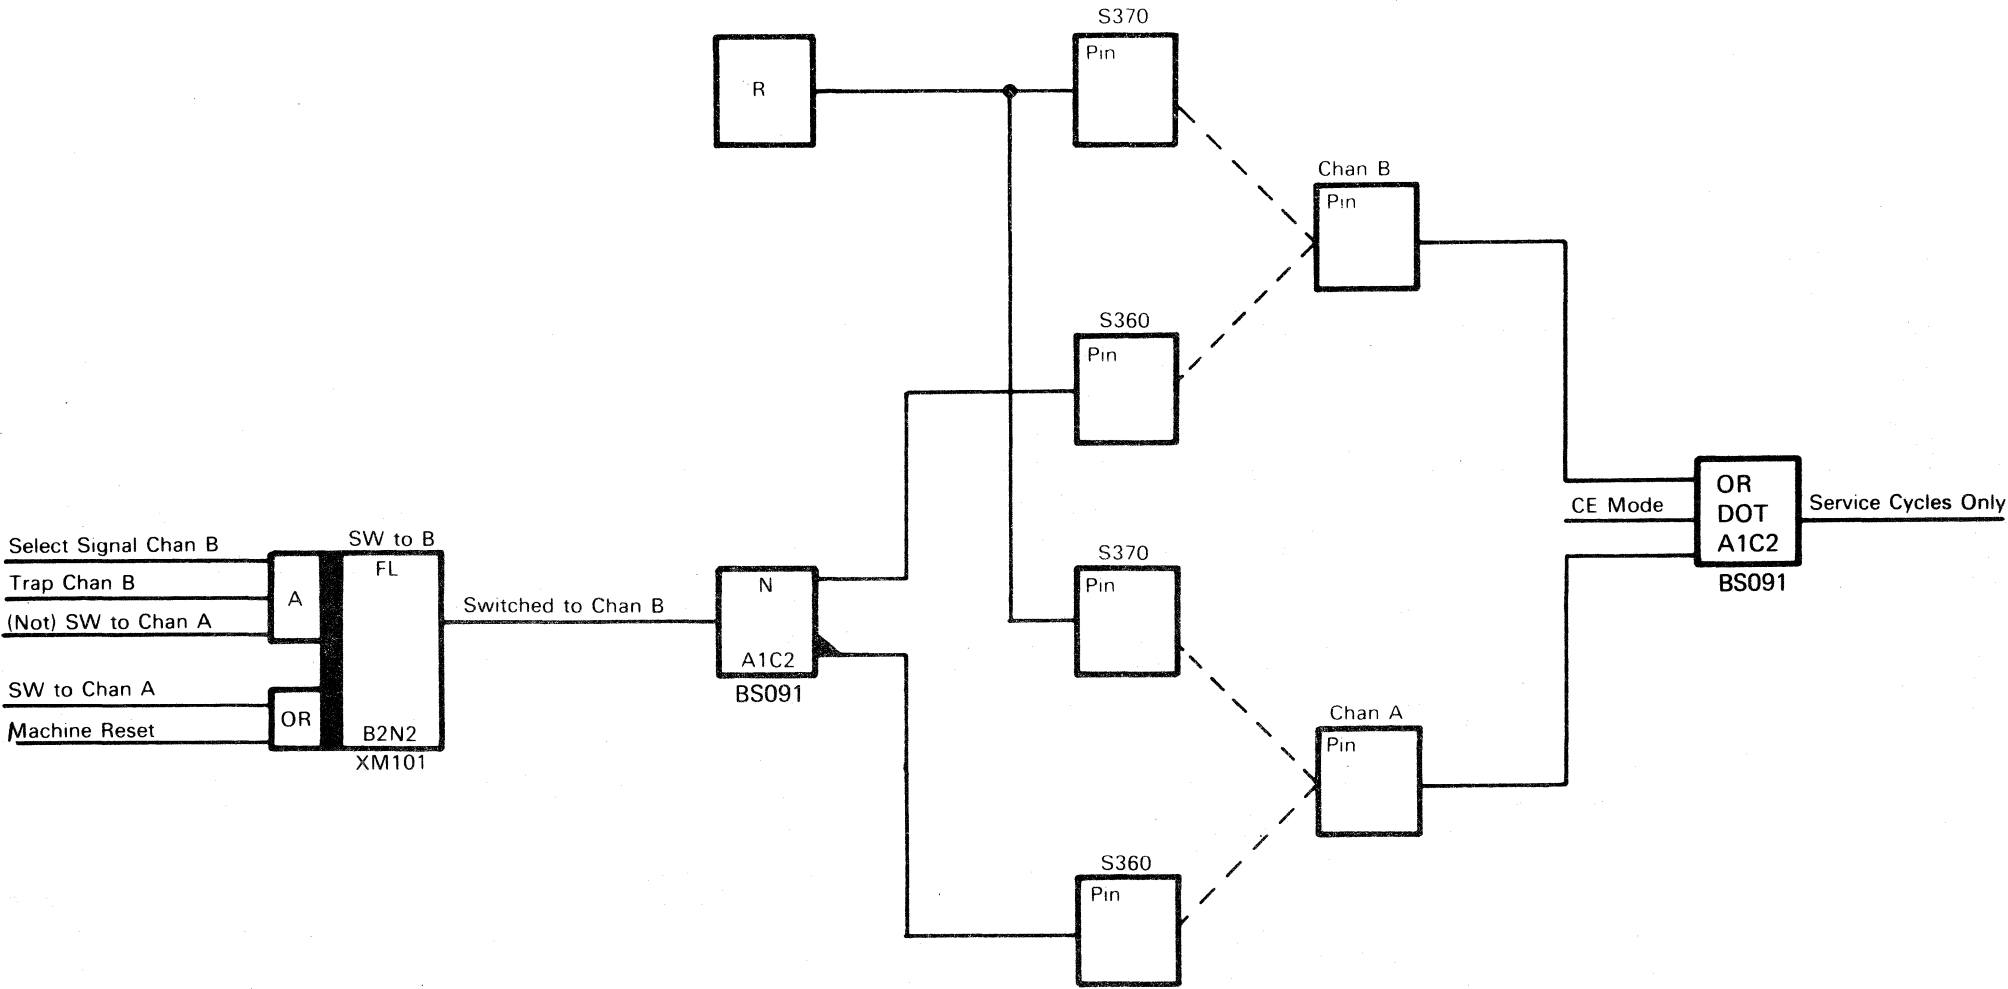 S370
Pin
R
Chan B
Pin
S360
Pin
OR
DOT
A1C2
BS091
CE Mode
Service Cycles Only
Select Signal Chan B
Trap Chan B
(Not) SW to Chan A
A
SW to B
FL
Switched to Chan B
N
A1C2
BS091
S370
Pin
SW to Chan A
Machine Reset
OR
B2N2
XM101
Chan A
Pin
S360
Pin